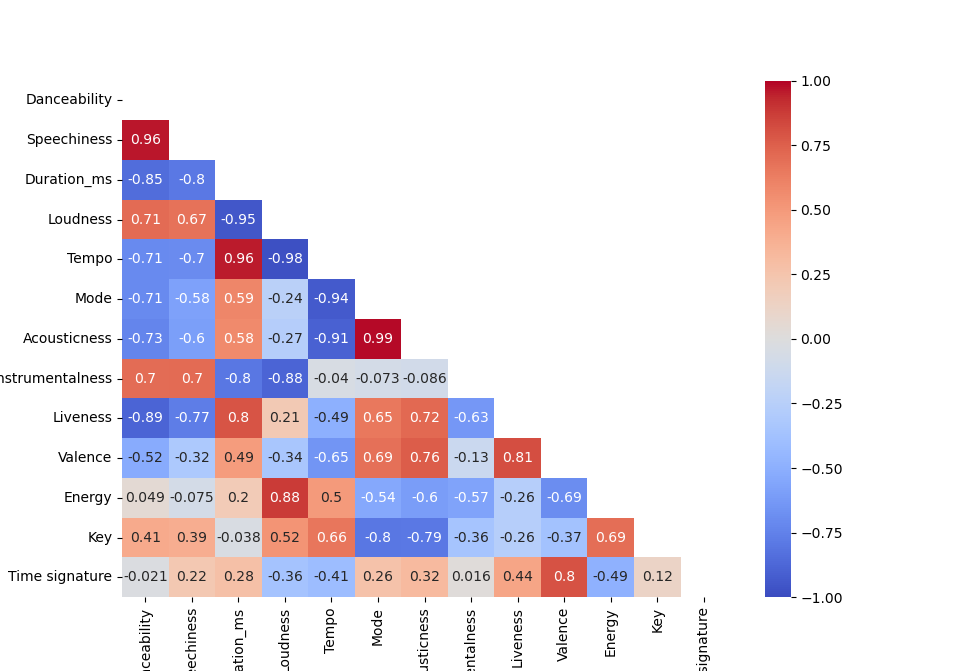 1.00
Danceability
Speechiness 0.96
0.75
Duration_ms -0.85 -0.8
Loudness 0.71 0.67 -0.95
0.50
Tempo -0.71 -0.7 0.96 -0.98
0.25
Mode -0.71 -0.58 0.59 -0.24 -0.94
Acousticness -0.73 -0.6 0.58 -0.27 -0.91 0.99
0.00
nstrumentalness 0.7 0.7 -0.8 -0.88 -0.04 -0.073 -0.086
−0.25
Liveness -0.89 -0.77 0.8 0.21 -0.49 0.65 0.72 -0.63
Valence -0.52 -0.32 0.49 -0.34 -0.65 0.69 0.76 -0.13 0.81
−0.50
Energy 0.049 -0.075 0.2 0.88 0.5 -0.54 -0.6 -0.57 -0.26 -0.69
−0.75
Key 0.41 0.39 -0.038 0.52 0.66 -0.8 -0.79 -0.36 -0.26 -0.37 0.69
Time signature -0.021 0.22 0.28 -0.36 -0.41 0.26 0.32 0.016 0.44 0.8 -0.49 0.12
−1.00
nceability
eechiness
ation_ms
oudness
Tempo
Mode
usticness
entalness
Liveness
Valence
Energy
Key
signature